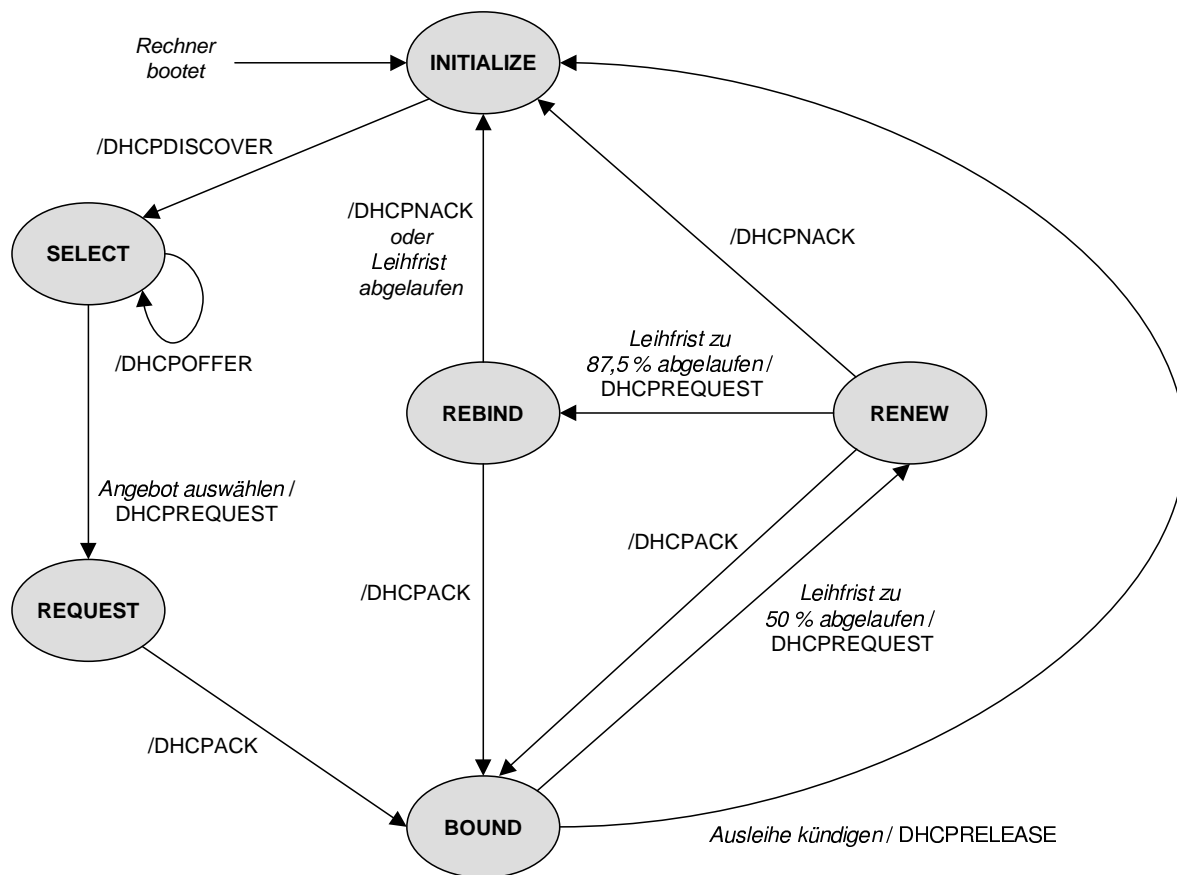 Rechner
bootet
INITIALIZE
/DHCPDISCOVER
/DHCPNACK
oder
Leihfrist
abgelaufen
/DHCPNACK
SELECT
/DHCPOFFER
Leihfrist zu
87,5 % abgelaufen /
DHCPREQUEST
REBIND
RENEW
Angebot auswählen /
DHCPREQUEST
/DHCPACK
/DHCPACK
REQUEST
Leihfrist zu
50 % abgelaufen /
DHCPREQUEST
/DHCPACK
BOUND
Ausleihe kündigen / DHCPRELEASE